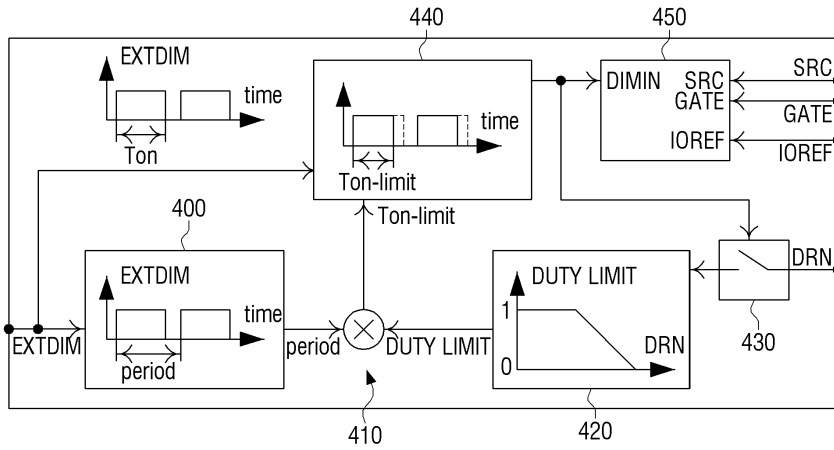 440
450
EXTDIM
time
Ton
time
Ton-limit
DIMIN
SRC
GATE
IOREF
SRC
GATE
IOREF
Ton-limit
400
EXTDIM
time
period
EXTDIM
period
DUTY LIMIT
DUTY LIMIT
1
0
DRN
DRN
430
410
420